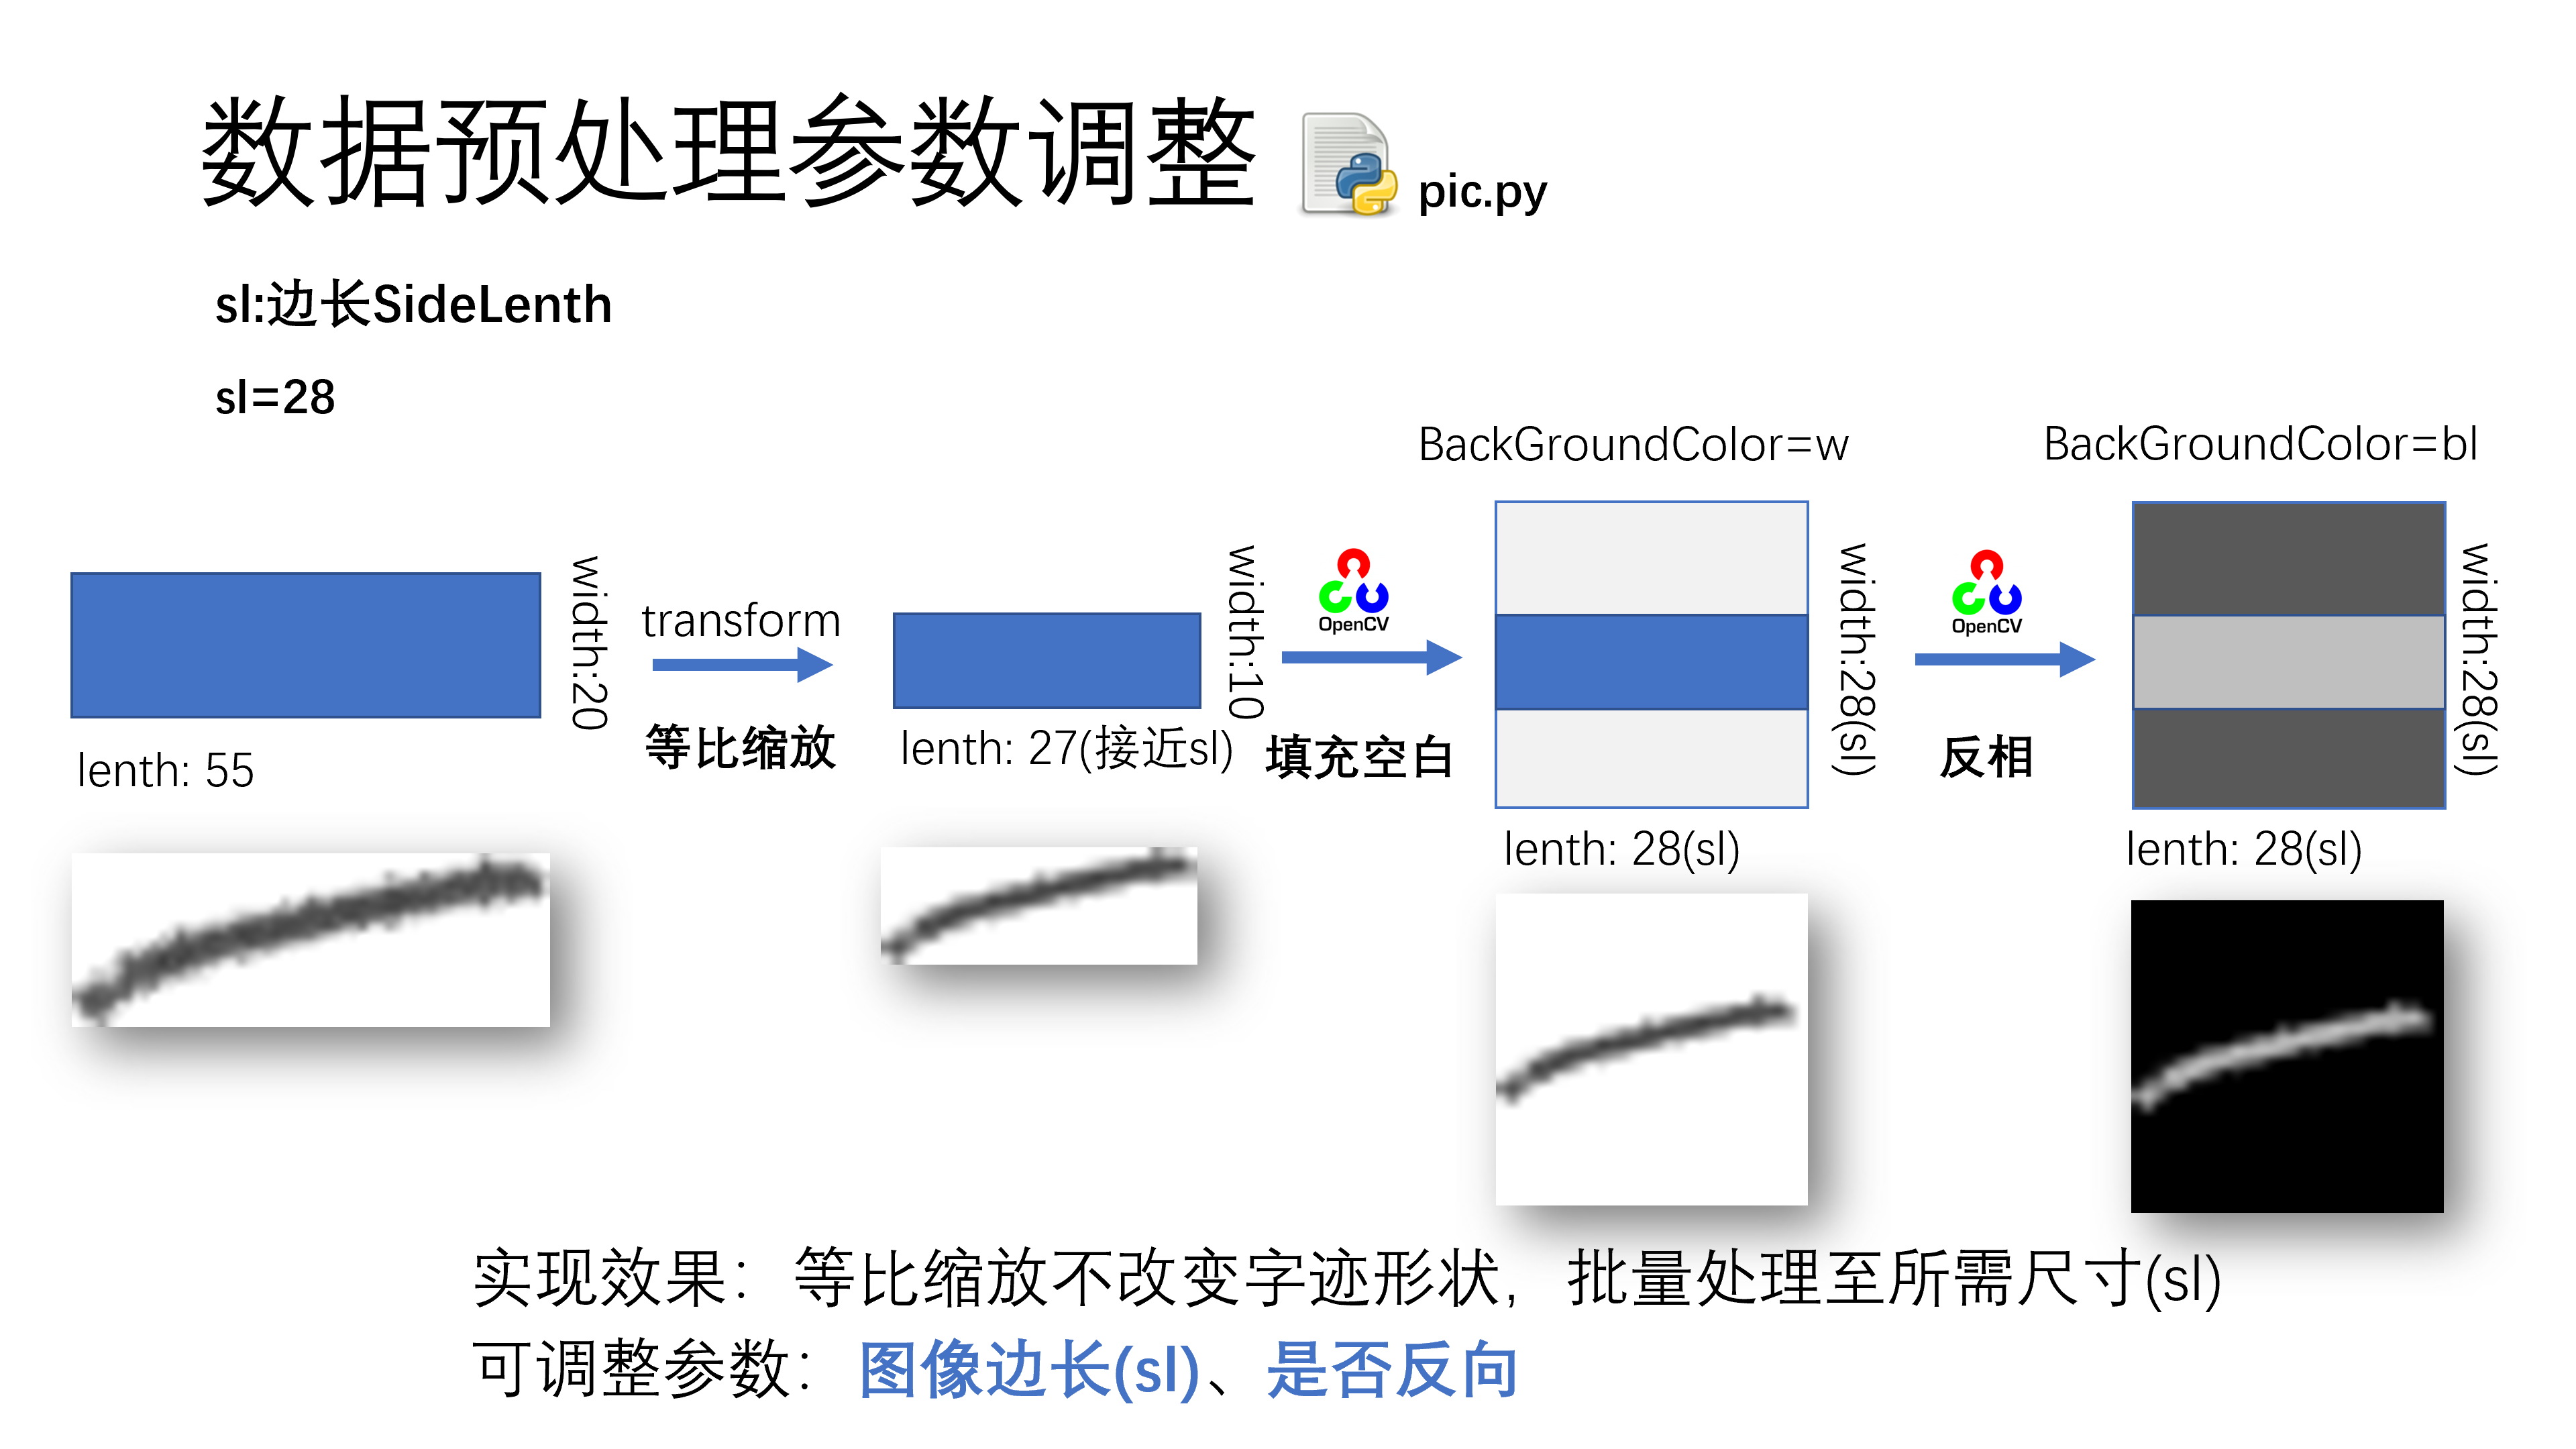 数据预处理参数调整
pic.py
sl:边长SideLenth
sl=28
BackGroundColor=w
BackGroundColor=bl
width:20
lenth: 55
transform
等比缩放
width:10
lenth: 27(接近sl)
OpenCV
填充空白
width:28(sl)
lenth: 28(sl)
OpenCV
反相
width:28(sl)
lenth: 28(sl)
实现效果：等比缩放不改变字迹形状，批量处理至所需尺寸(sl)
可调整参数：图像边长(sl)、是否反向